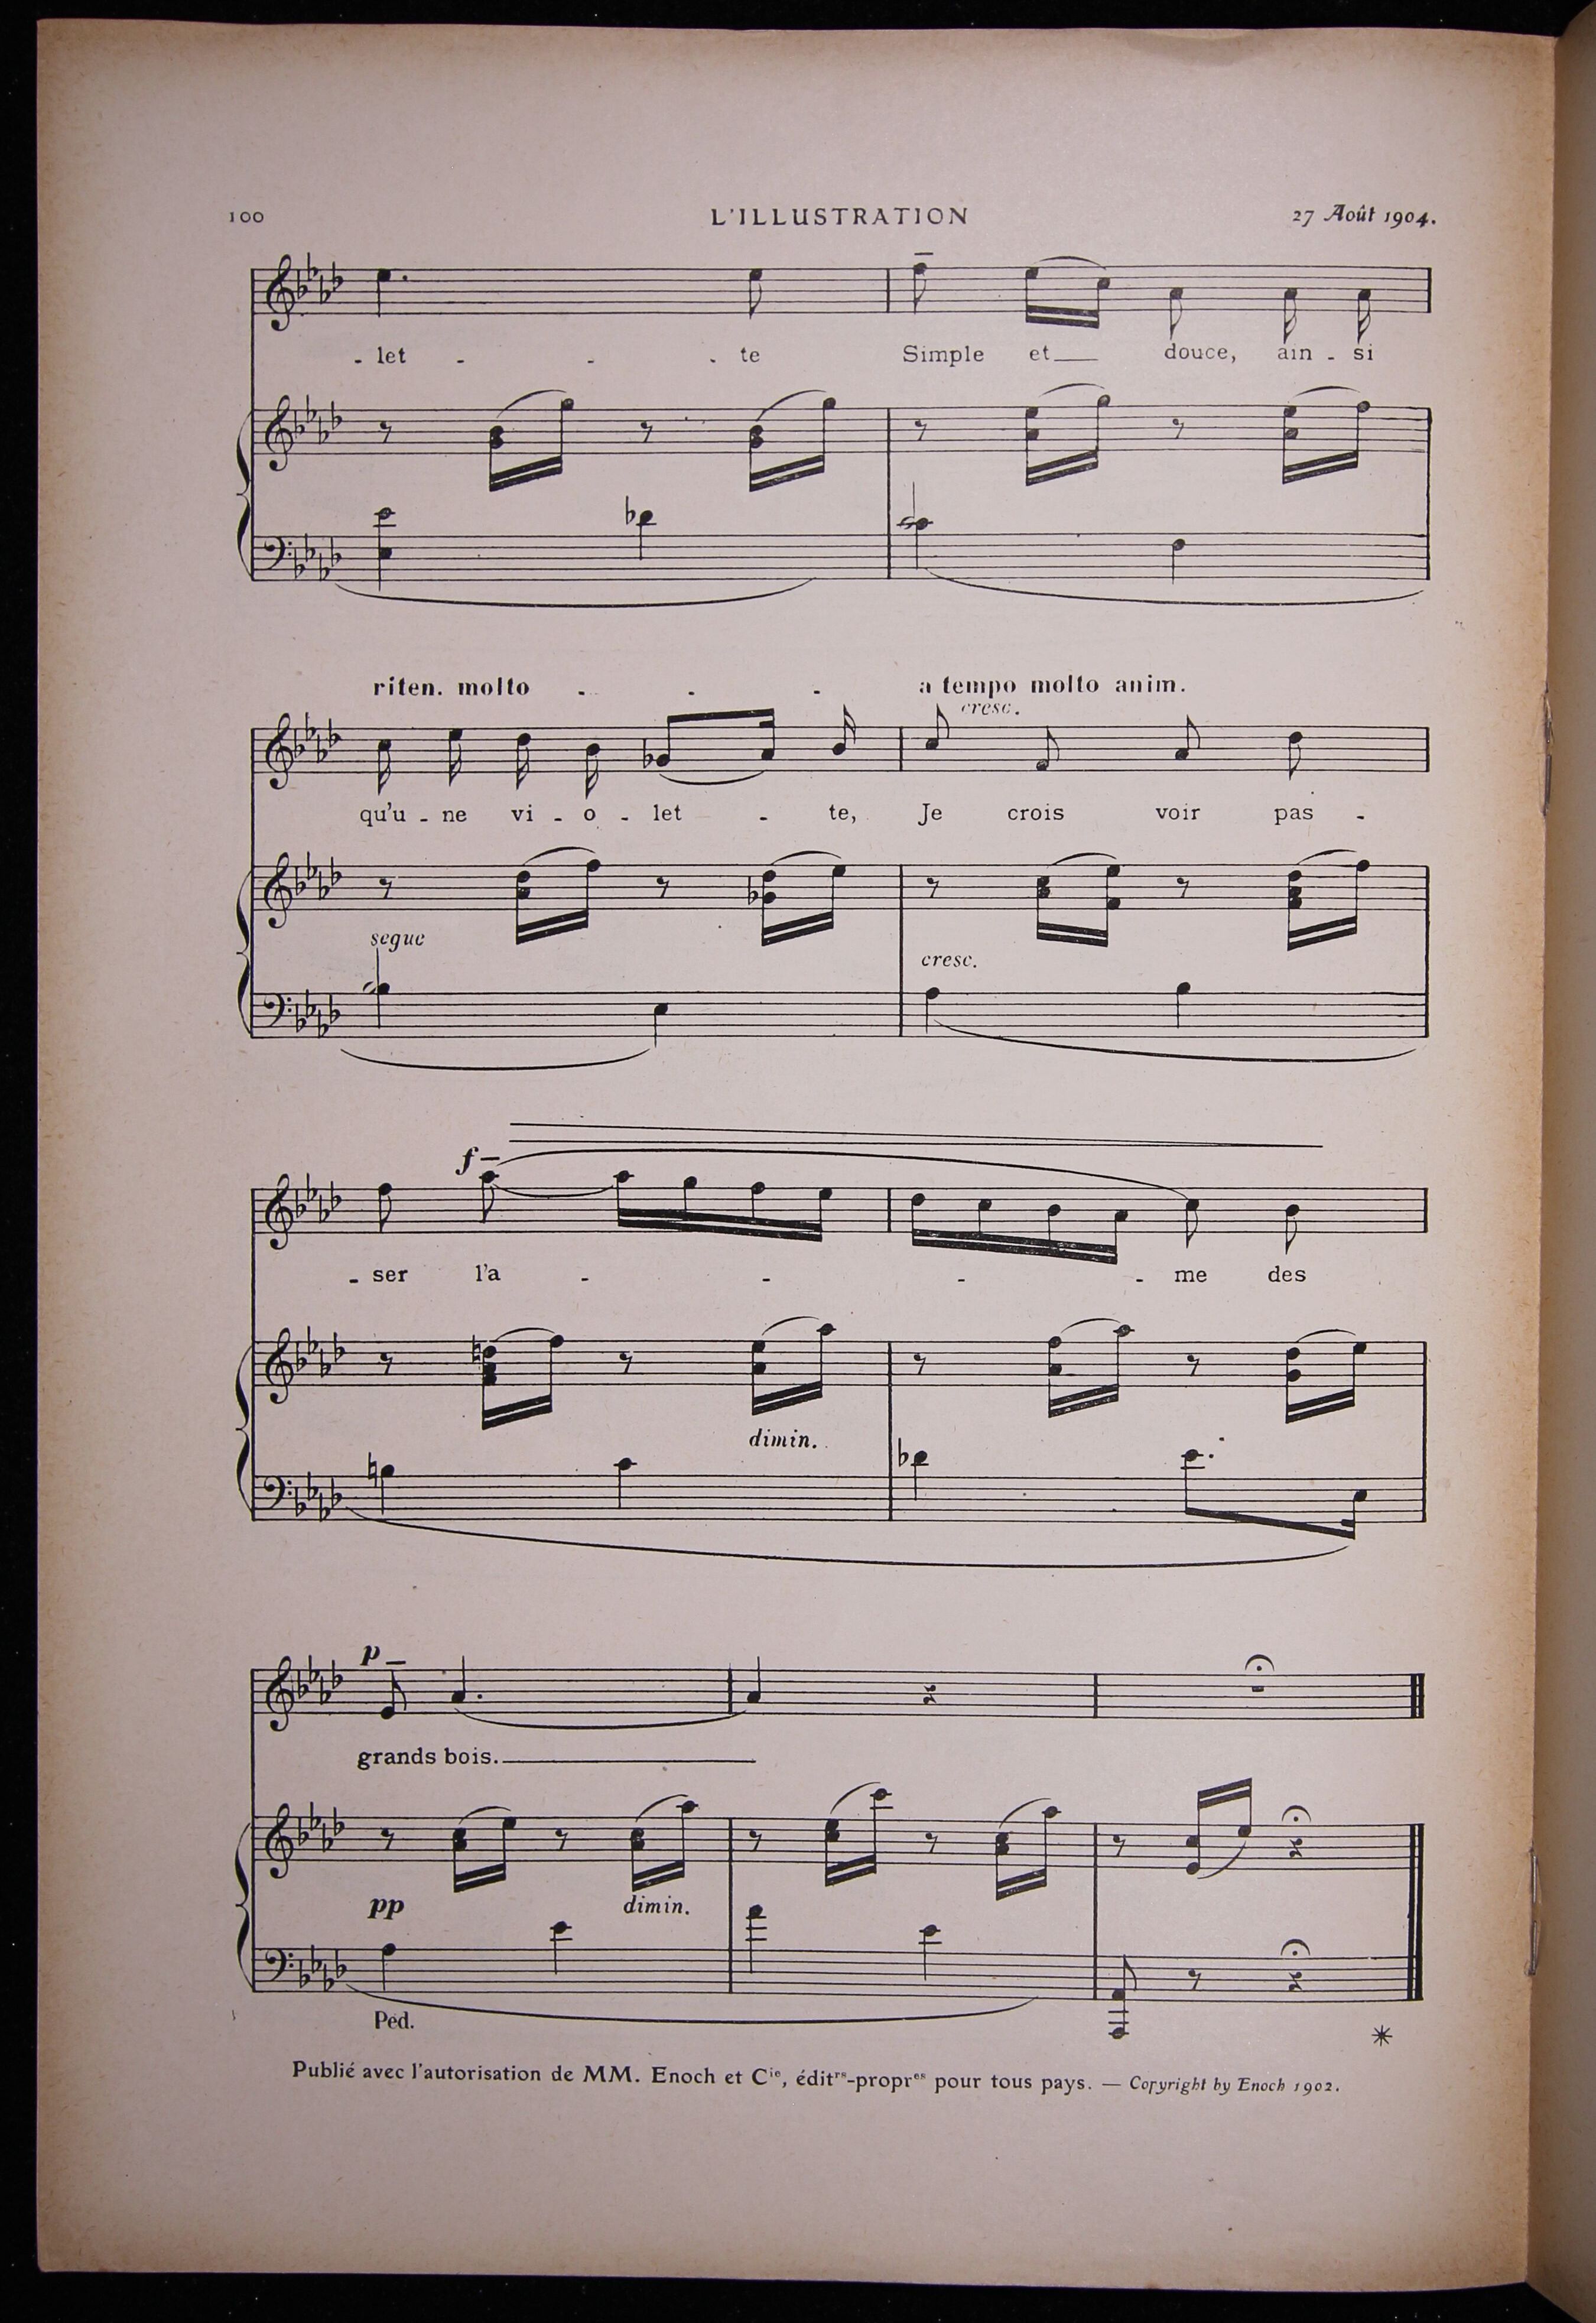 100 L'ILLUSTRATION 27 Août 1904.
- let - - - te Simple et douce, ain - si
riten. molto - - - a tempo molto anim.
cresc.
qu'u - ne vi - o - let - te, Je crois voir pas -
segue
cresc.
f
- ser l'a - - - - me des
dimin.
p
grands bois.
pp dimin.
Ped.
Publié avec l'autorisation de MM. Enoch et Cie, éditrs-propres pour tous pays. — Copyright by Enoch 1902.